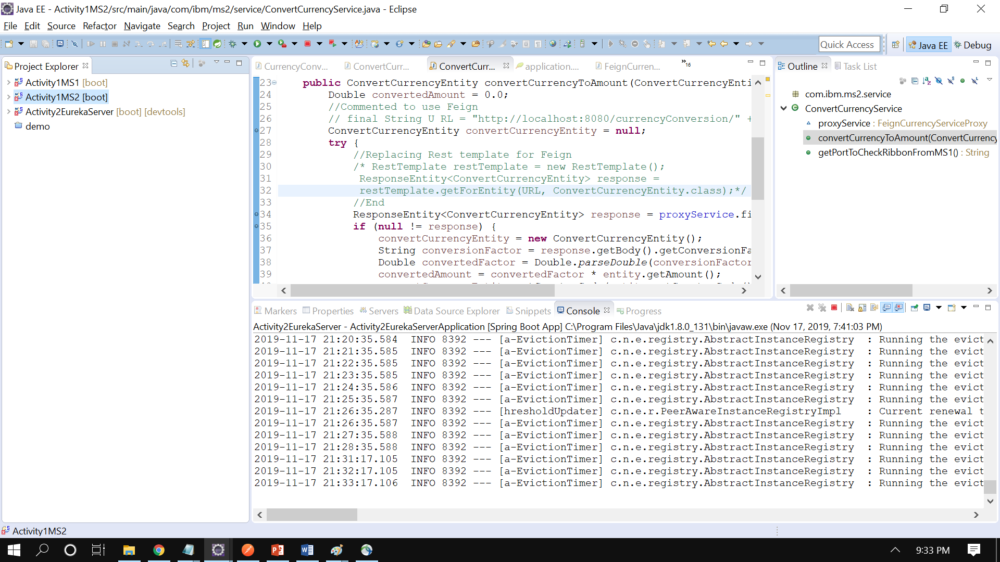 Java EE - Activity1MS2/src/main/java/com/ibm/ms2/service/ConvertCurrencyService.java - Eclipse
File Edit Source Refactor Navigate Search Project Run Window Help
Quick Access Java EE Debug
Project Explorer
Activity1MS1 [boot]
Activity1MS2 [boot]
Activity2EurekaServer [boot] [devtools]
demo
CurrencyConv... ConvertCurr... ConvertCurr... application.... FeignCurren... »16
23 public ConvertCurrencyEntity convertCurrencyToAmount(ConvertCurrencyEnti
24 Double convertedAmount = 0.0;
25 //Commented to use Feign
26 // final String U RL = "http://localhost:8080/currencyConversion/" +
27 ConvertCurrencyEntity convertCurrencyEntity = null;
28 try {
29 //Replacing Rest template for Feign
30 /* RestTemplate restTemplate = new RestTemplate();
31 ResponseEntity<ConvertCurrencyEntity> response =
32 restTemplate.getForEntity(URL, ConvertCurrencyEntity.class);*/
33 //End
34 ResponseEntity<ConvertCurrencyEntity> response = proxyService.fi
35 if (null != response) {
36 convertCurrencyEntity = new ConvertCurrencyEntity();
37 String conversionFactor = response.getBody().getConversionFa
38 Double convertedFactor = Double.parseDouble(conversionFactor
39 convertedAmount = convertedFactor * entity.getAmount();
Outline Task List
com.ibm.ms2.service
ConvertCurrencyService
proxyService : FeignCurrencyServiceProxy
convertCurrencyToAmount(ConvertCurrency
getPortToCheckRibbonFromMS1() : String
Markers Properties Servers Data Source Explorer Snippets Console Progress
Activity2EurekaServer - Activity2EurekaServerApplication [Spring Boot App] C:\Program Files\Java\jdk1.8.0_131\bin\javaw.exe (Nov 17, 2019, 7:41:03 PM)
2019-11-17 21:20:35.584 INFO 8392 --- [a-EvictionTimer] c.n.e.registry.AbstractInstanceRegistry : Running the evict
2019-11-17 21:21:35.585 INFO 8392 --- [a-EvictionTimer] c.n.e.registry.AbstractInstanceRegistry : Running the evict
2019-11-17 21:22:35.585 INFO 8392 --- [a-EvictionTimer] c.n.e.registry.AbstractInstanceRegistry : Running the evict
2019-11-17 21:23:35.585 INFO 8392 --- [a-EvictionTimer] c.n.e.registry.AbstractInstanceRegistry : Running the evict
2019-11-17 21:24:35.586 INFO 8392 --- [a-EvictionTimer] c.n.e.registry.AbstractInstanceRegistry : Running the evict
2019-11-17 21:25:35.587 INFO 8392 --- [a-EvictionTimer] c.n.e.registry.AbstractInstanceRegistry : Running the evict
2019-11-17 21:26:35.287 INFO 8392 --- [hresholdUpdater] c.n.e.r.PeerAwareInstanceRegistryImpl : Current renewal t
2019-11-17 21:26:35.587 INFO 8392 --- [a-EvictionTimer] c.n.e.registry.AbstractInstanceRegistry : Running the evict
2019-11-17 21:27:35.588 INFO 8392 --- [a-EvictionTimer] c.n.e.registry.AbstractInstanceRegistry : Running the evict
2019-11-17 21:28:35.588 INFO 8392 --- [a-EvictionTimer] c.n.e.registry.AbstractInstanceRegistry : Running the evict
2019-11-17 21:31:17.105 INFO 8392 --- [a-EvictionTimer] c.n.e.registry.AbstractInstanceRegistry : Running the evict
2019-11-17 21:32:17.105 INFO 8392 --- [a-EvictionTimer] c.n.e.registry.AbstractInstanceRegistry : Running the evict
2019-11-17 21:33:17.106 INFO 8392 --- [a-EvictionTimer] c.n.e.registry.AbstractInstanceRegistry : Running the evict
Activity1MS2
9:33 PM